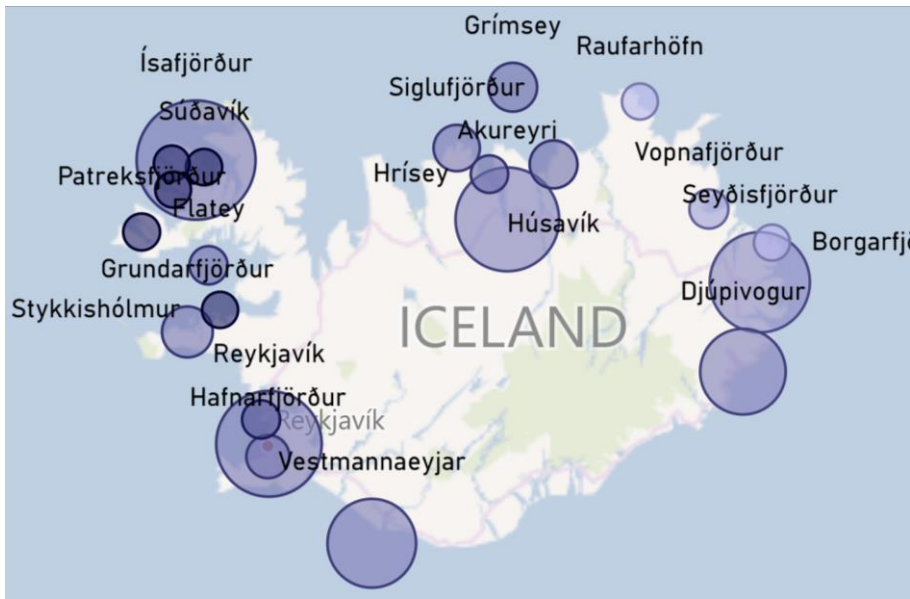 Grímsey
Raufarhöfn
Ísafjörður
Siglufjörður
Súðavík
Akureyri
Vopnafjörður
Patreksfjörður
Hrísey
Seyðisfjörður
Flatey
Húsavík
Borgarfjö
Grundarfjörður
Djúpivogur
Stykkishólmur
ICELAND
Reykjavík
Hafnarfjörður
Reykjavík
Vestmannaeyjar